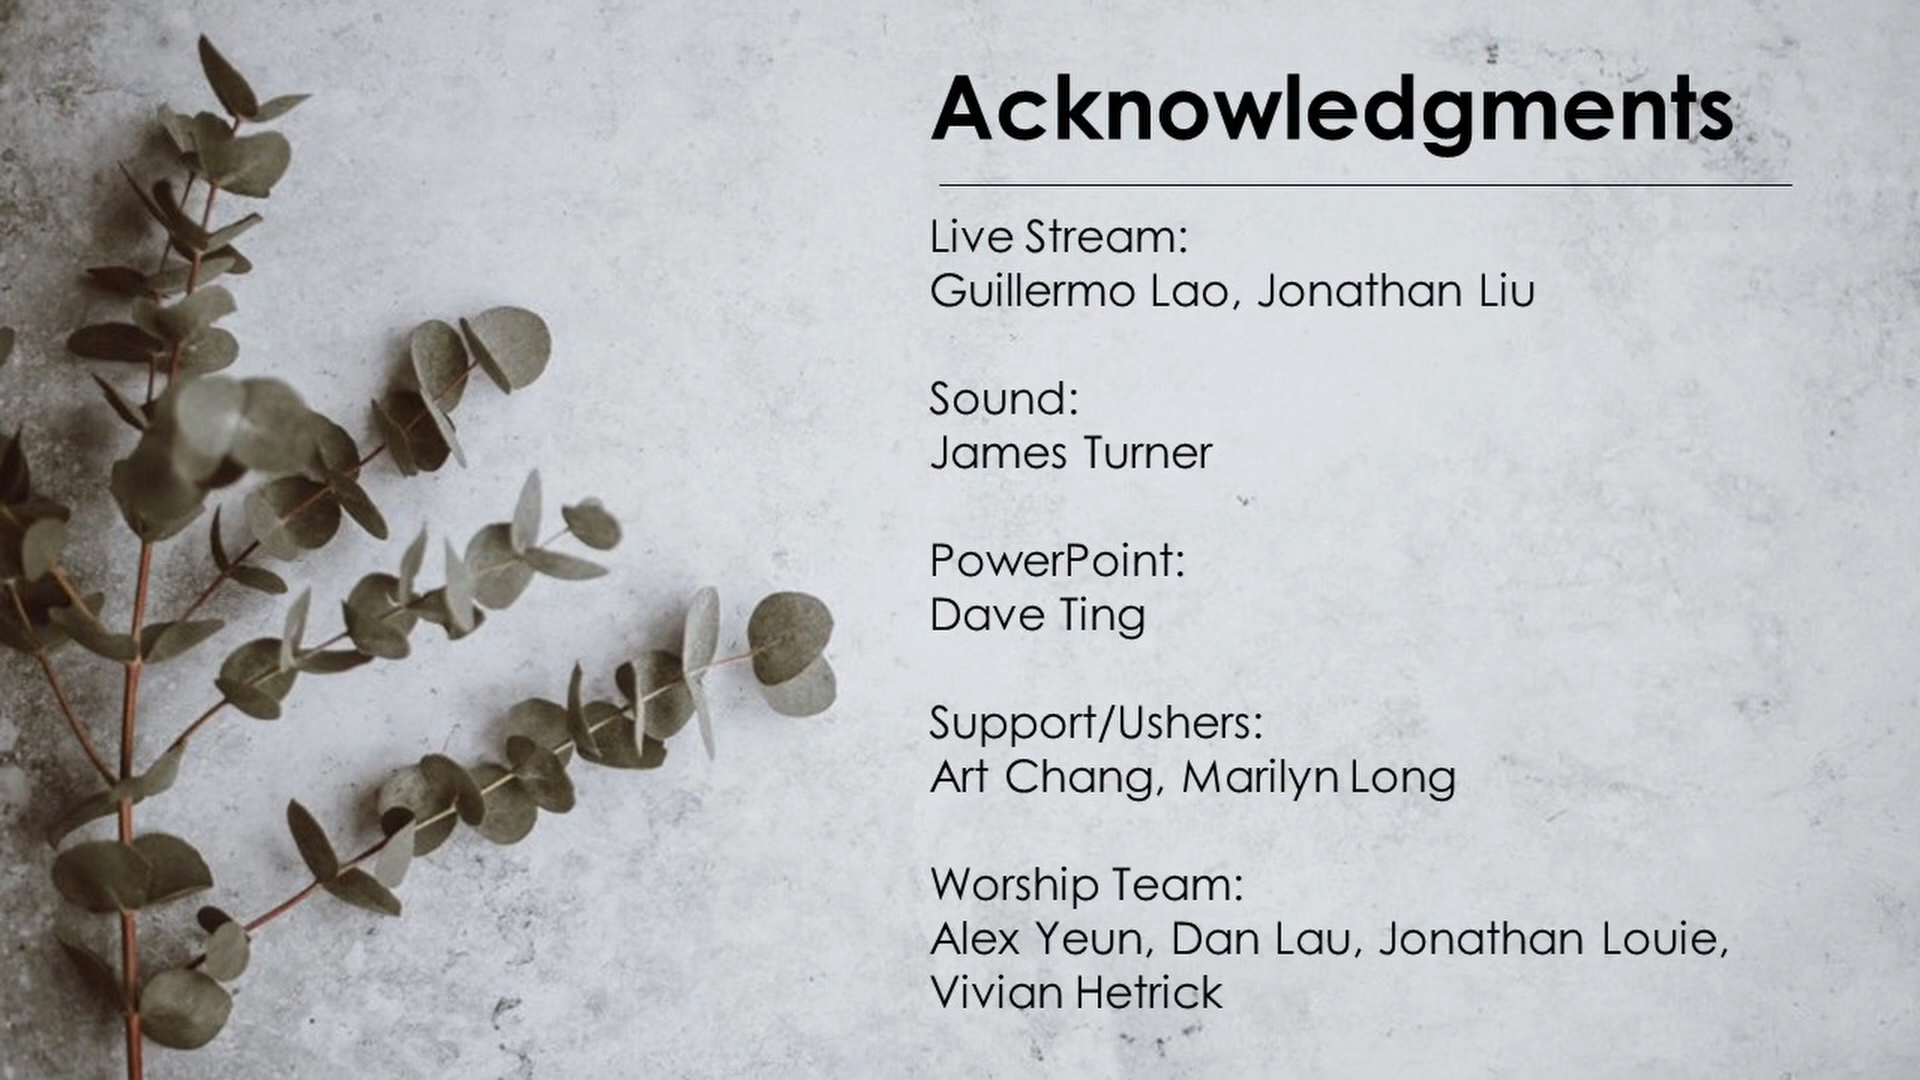 Acknowledgments
Live Stream:
Guillermo Lao, Jonathan Liu
Sound:
James Turner
PowerPoint:
Dave Ting
Support/Ushers:
Art Chang, Marilyn Long
Worship Team:
Alex Yeun, Dan Lau, Jonathan Louie,
Vivian Hetrick